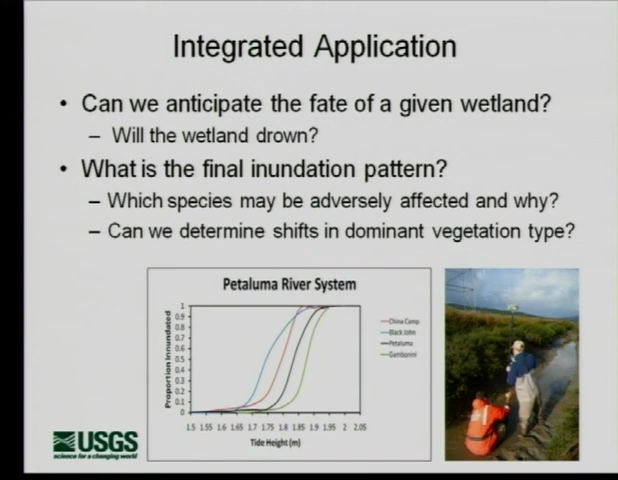 Integrated Application
• Can we anticipate the fate of a given wetland?
– Will the wetland drown?
• What is the final inundation pattern?
– Which species may be adversely affected and why?
– Can we determine shifts in dominant vegetation type?
Petaluma River System
Proportion Innundated
1
0.9
0.8
0.7
0.6
0.5
0.4
0.3
0.2
0.1
0
1.5 1.55 1.6 1.65 1.7 1.75 1.8 1.85 1.9 1.95 2 2.05
Tide Height (m)
China Camp
Black John
Petaluma
Gambonini
USGS
science for a changing world